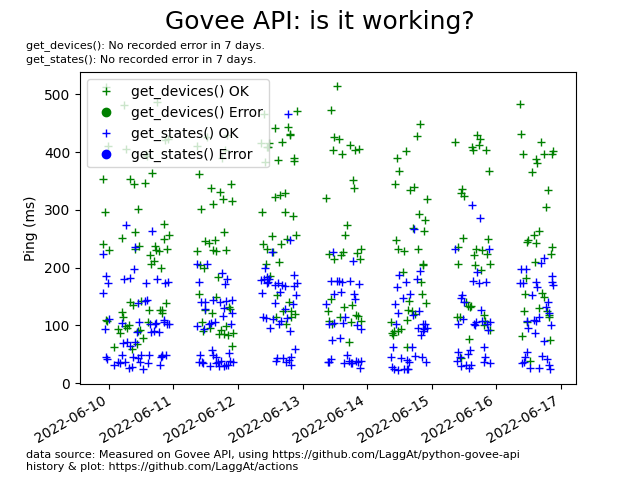 Govee API: is it working?
get_devices(): No recorded error in 7 days.
get_states(): No recorded error in 7 days.
get_devices() OK
get_devices() Error
get_states() OK
get_states() Error
Ping (ms)
500
400
300
200
100
0
2022-06-10
2022-06-11
2022-06-12
2022-06-13
2022-06-14
2022-06-15
2022-06-16
2022-06-17
data source: Measured on Govee API, using https://github.com/LaggAt/python-govee-api
history & plot: https://github.com/LaggAt/actions